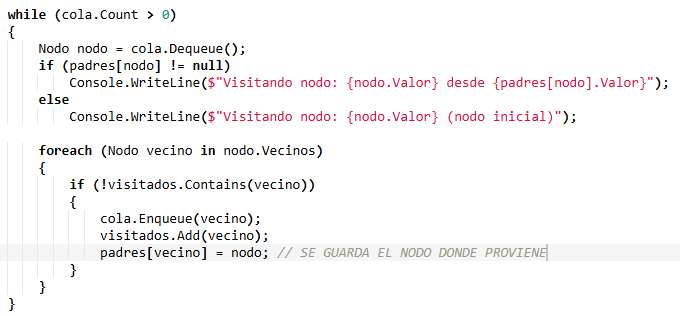 while (cola.Count > 0)
{
    Nodo nodo = cola.Dequeue();
    if (padres[nodo] != null)
        Console.WriteLine($"Visitando nodo: {nodo.Valor} desde {padres[nodo].Valor}");
    else
        Console.WriteLine($"Visitando nodo: {nodo.Valor} (nodo inicial)");

    foreach (Nodo vecino in nodo.Vecinos)
    {
        if (!visitados.Contains(vecino))
        {
            cola.Enqueue(vecino);
            visitados.Add(vecino);
            padres[vecino] = nodo; // SE GUARDA EL NODO DONDE PROVIENE
        }
    }
}